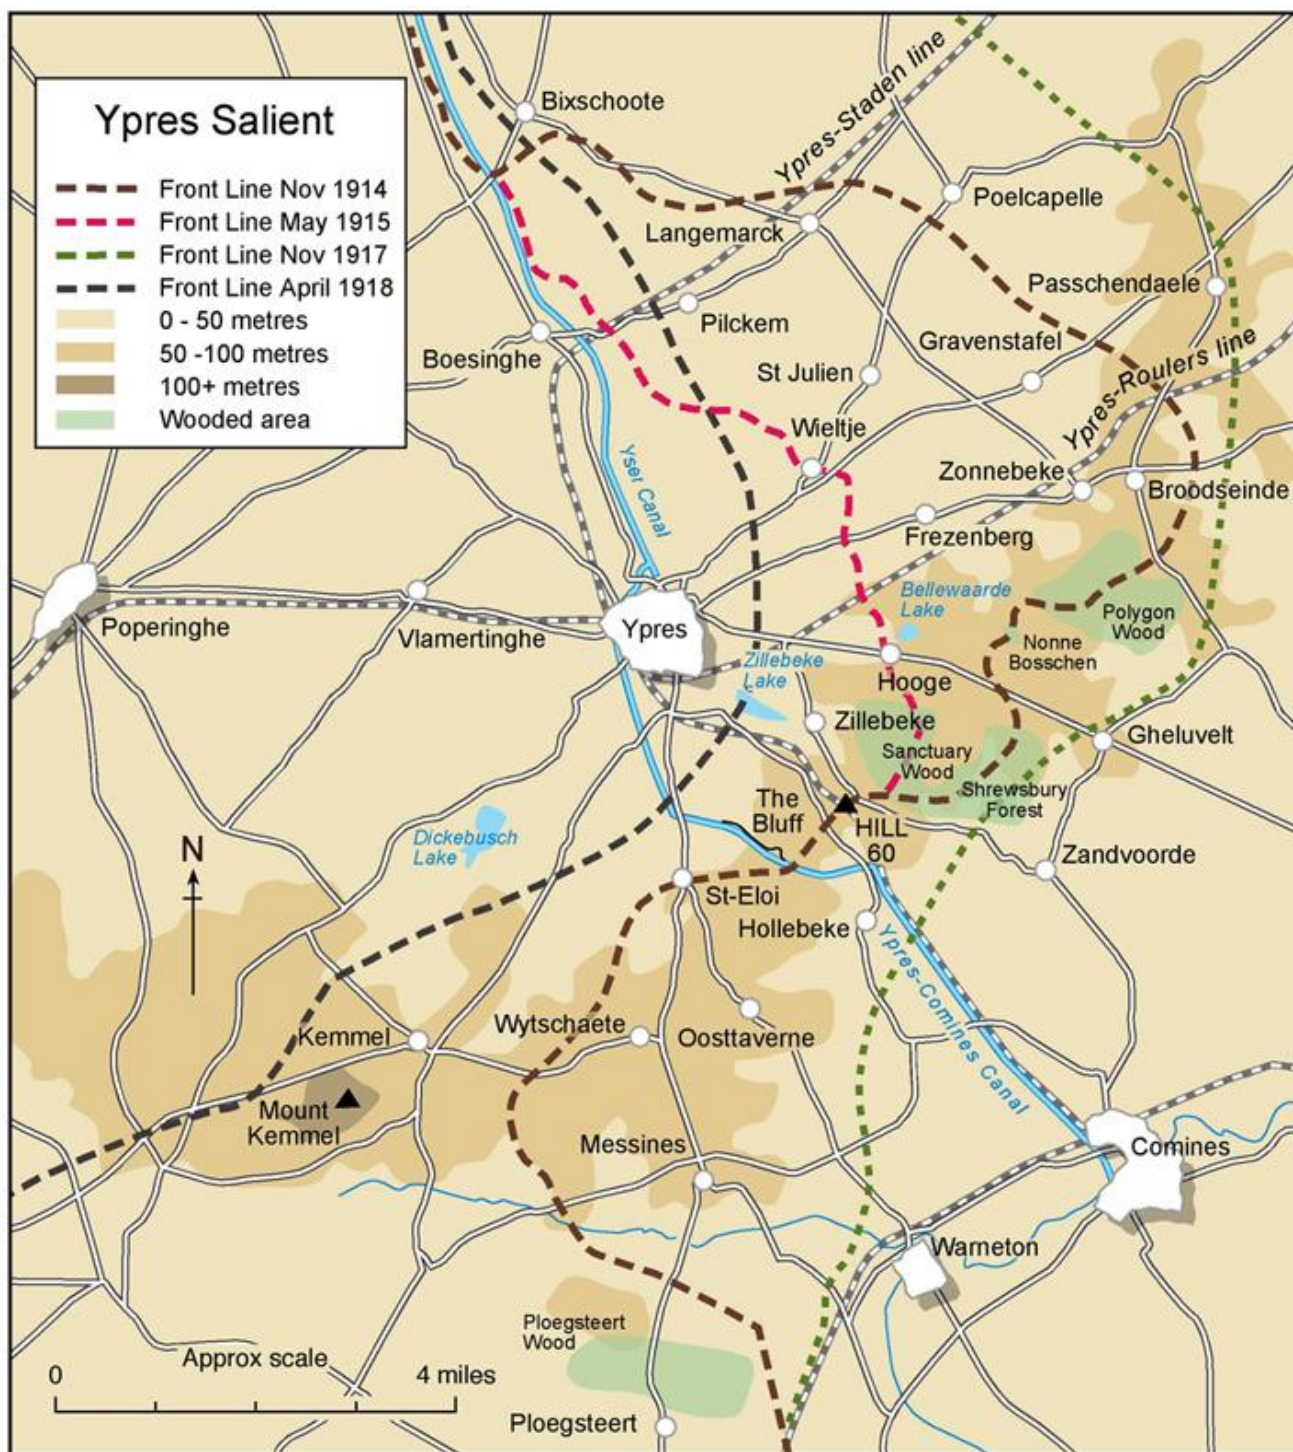 Ypres Salient
Front Line Nov 1914
Front Line May 1915
Front Line Nov 1917
Front Line April 1918
0 - 50 metres
50 -100 metres
100+ metres
Wooded area
Bixschoote
Ypres-Staden line
Poelcapelle
Langemarck
Passchendaele
Pilckem
Boesinghe
Gravenstafel
Ypres-Roulers line
St Julien
Wieltje
Yser Canal
Zonnebeke
Broodseinde
Frezenberg
Bellewaarde
Lake
Polygon
Wood
Poperinghe
Vlamertinghe
Ypres
Nonne
Bosschen
Zillebeke
Lake
Hooge
Zillebeke
Gheluvelt
Sanctuary
Wood
Shrewsbury
Forest
The
Bluff
HILL
60
Dickebusch
Lake
N
Zandvoorde
St-Eloi
Hollebeke
Ypres-Comines Canal
Kemmel
Wytschaete
Oosttaverne
Mount
Kemmel
Messines
Comines
Warneton
Ploegsteert
Wood
Approx scale
0
4 miles
Ploegsteert